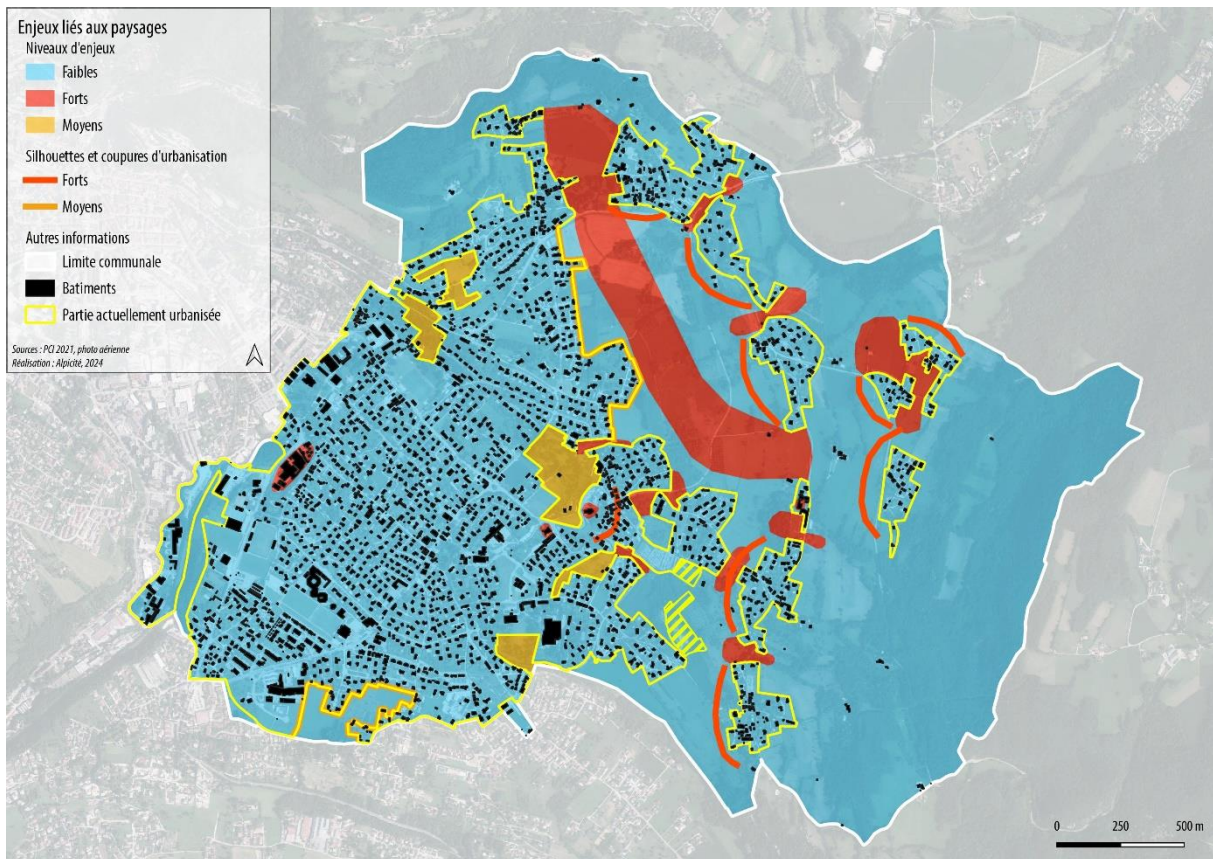 Enjeux liés aux paysages
Niveaux d'enjeux
Faibles
Forts
Moyens
Silhouettes et coupures d'urbanisation
Forts
Moyens
Autres informations
Limite communale
Batiments
Partie actuellement urbanisée
Sources : PCI 2021, photo aérienne
Réalisation : Alpicité, 2024
0 250 500 m